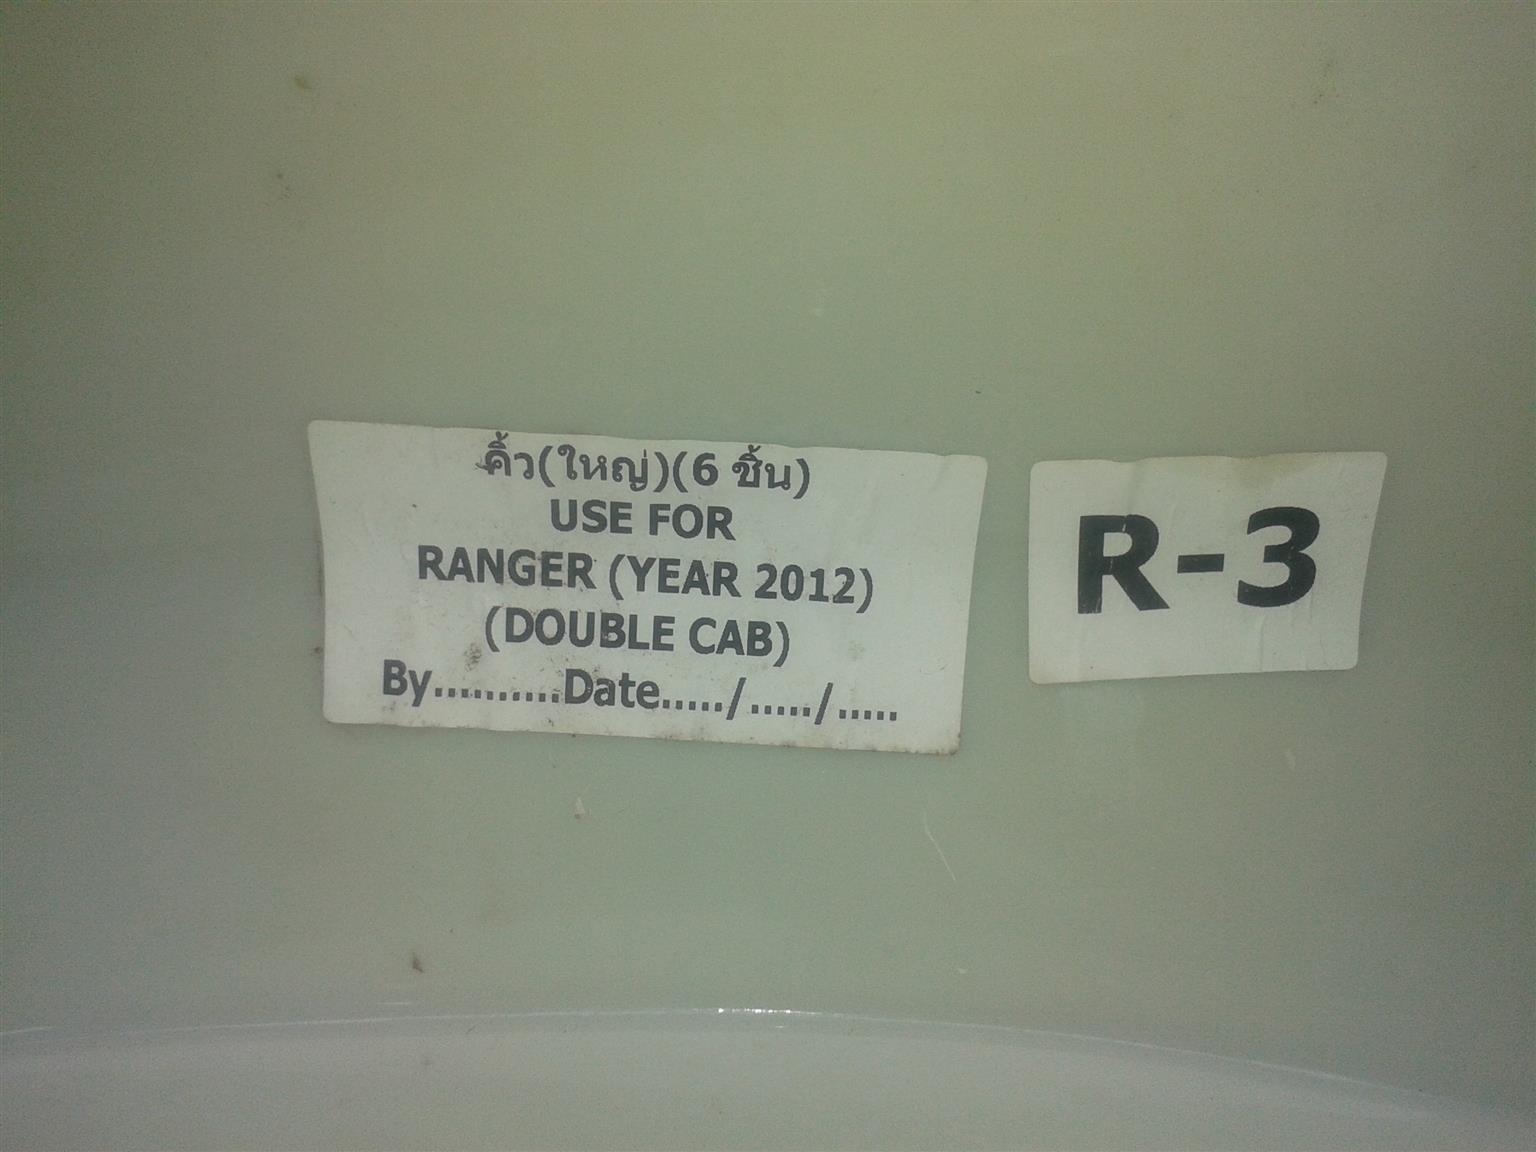 คิ้ว(ใหญ่)(6 ชิ้น)
USE FOR
RANGER (YEAR 2012)
(DOUBLE CAB)
By..........Date...../...../.....
R-3